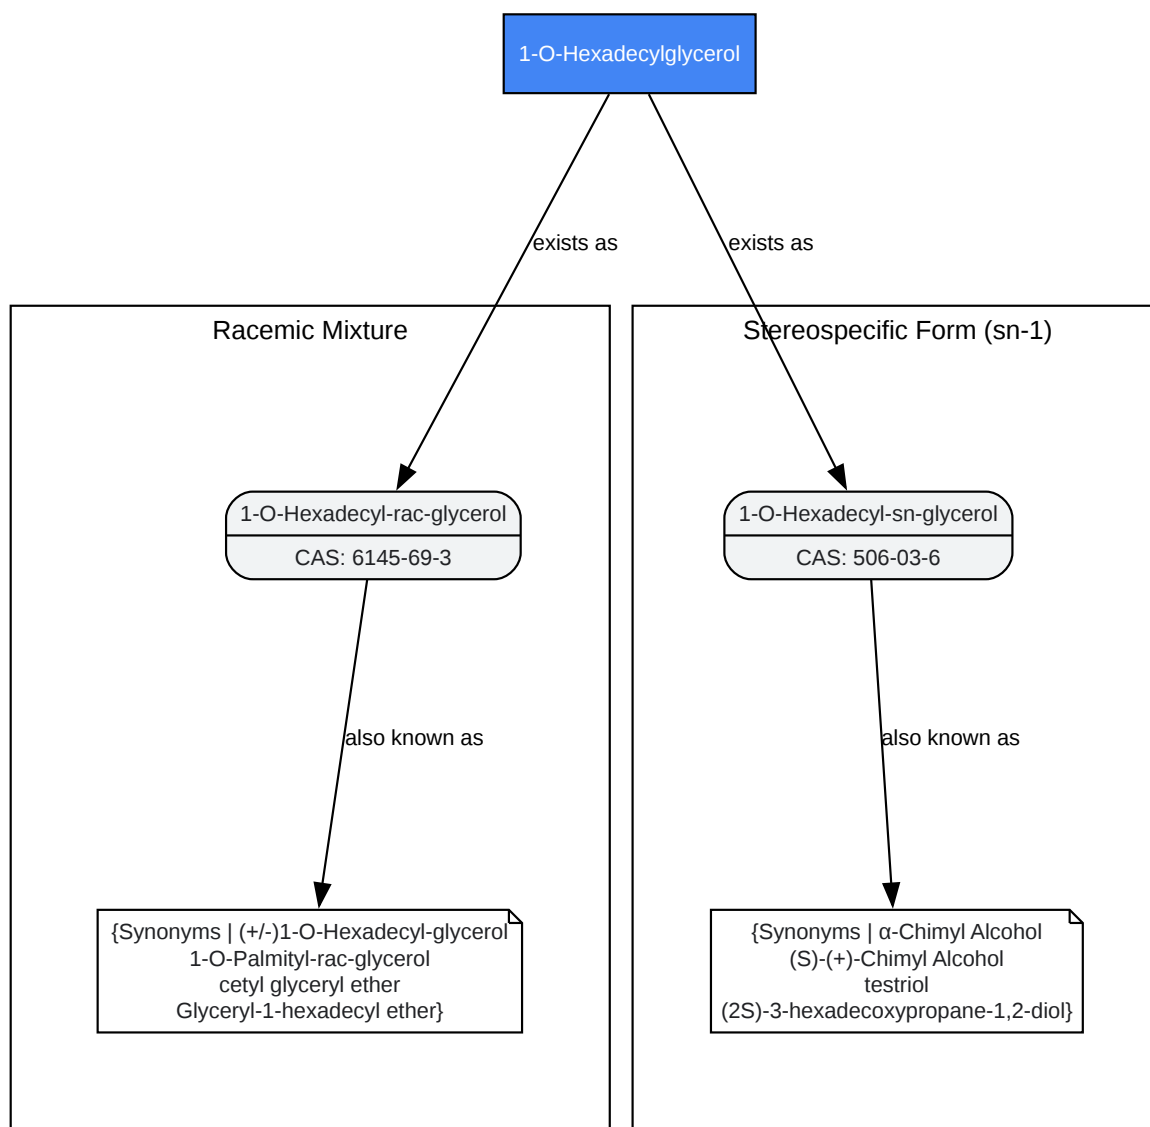 1-O-Hexadecylglycerol
exists as
exists as
Racemic Mixture
Stereospecific Form (sn-1)
1-O-Hexadecyl-rac-glycerol
CAS: 6145-69-3
1-O-Hexadecyl-sn-glycerol
CAS: 506-03-6
also known as
also known as
{Synonyms | (+/-)1-O-Hexadecyl-glycerol
1-O-Palmityl-rac-glycerol
cetyl glyceryl ether
Glyceryl-1-hexadecyl ether}
{Synonyms | α-Chimyl Alcohol
(S)-(+)-Chimyl Alcohol
testriol
(2S)-3-hexadecoxypropane-1,2-diol}